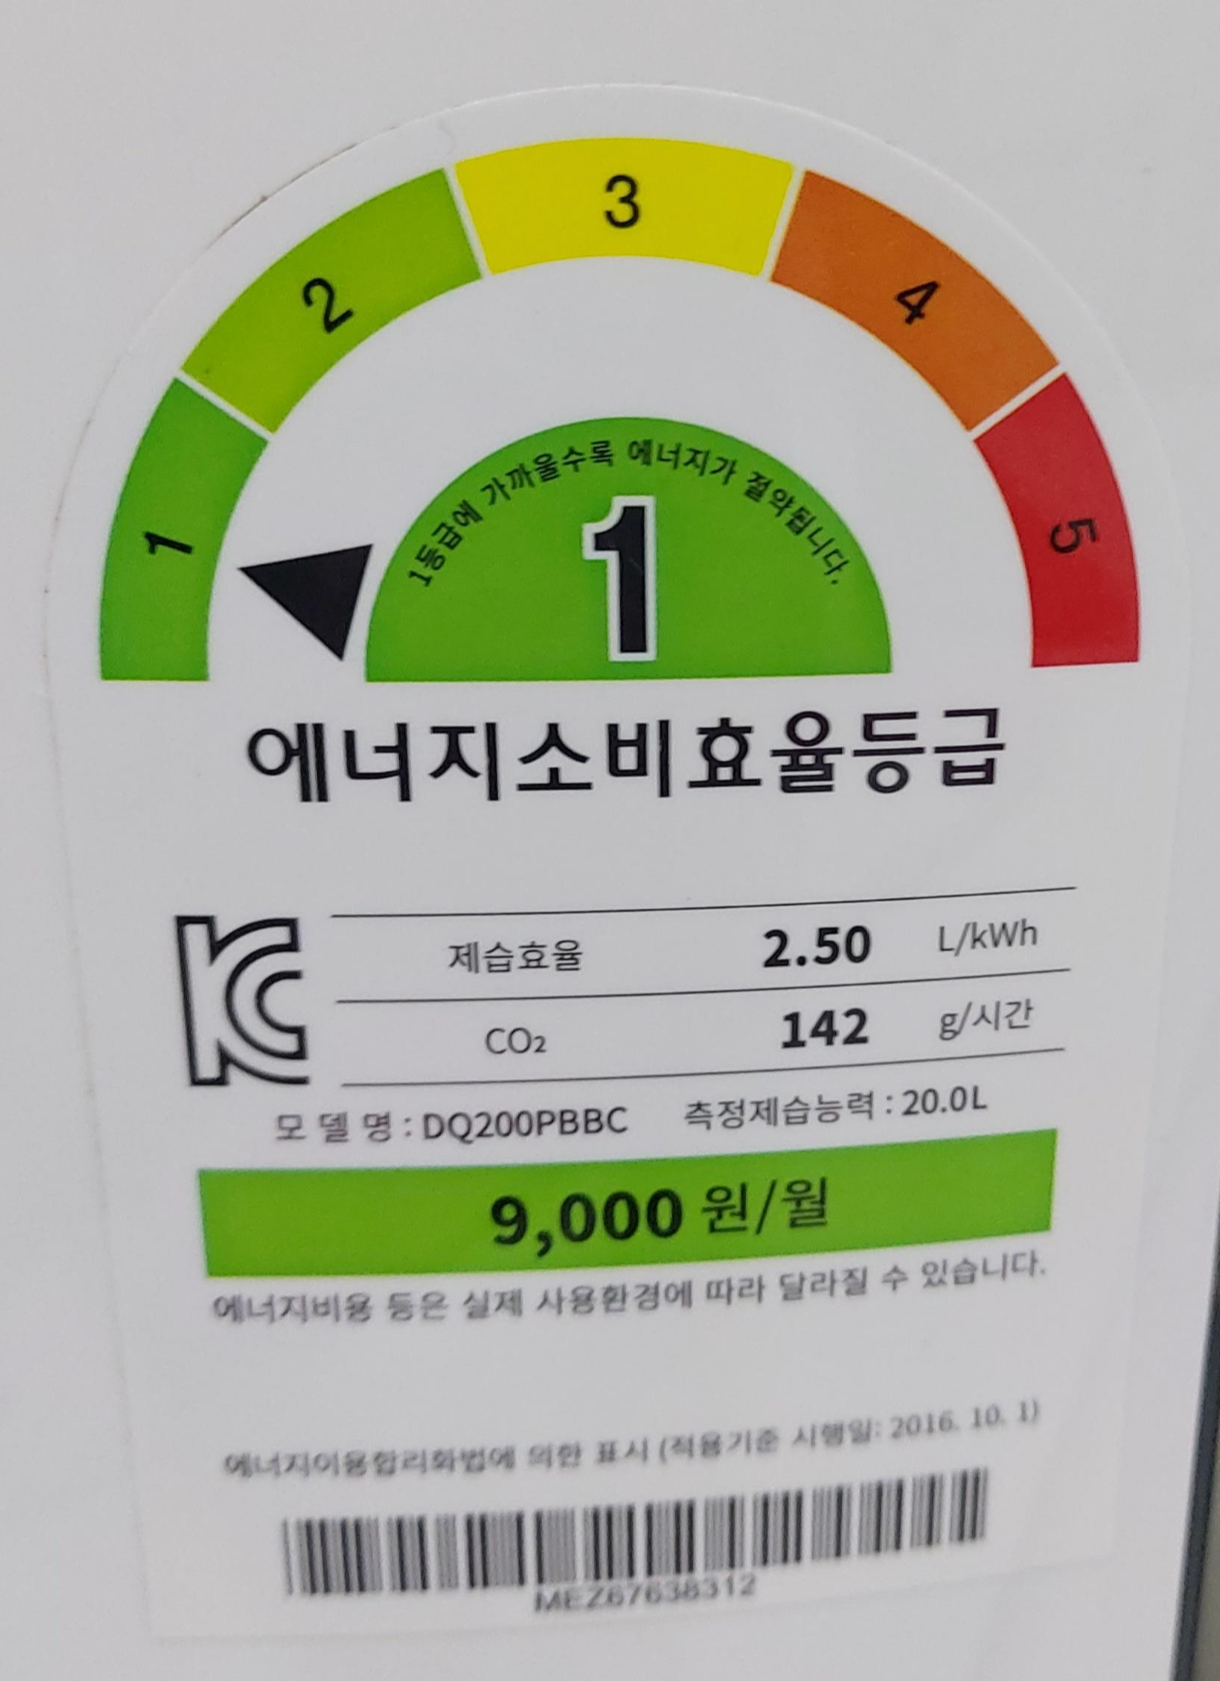 1
2
3
4
5
1등급에 가까울수록 에너지가 절약됩니다.
1
에너지소비효율등급
제습효율 2.50 L/kWh
CO₂ 142 g/시간
모 델 명 : DQ200PBBC 측정제습능력 : 20.0L
9,000 원/월
에너지비용 등은 실제 사용환경에 따라 달라질 수 있습니다.
에너지이용합리화법에 의한 표시 (적용기준 시행일: 2016. 10. 1)
MEZ67638312